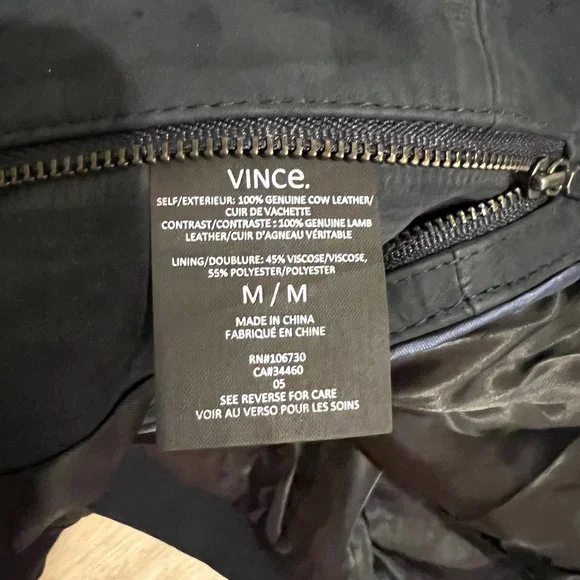 VINCE.
SELF/EXTERIEUR: 100% GENUINE COW LEATHER/
CUIR DE VACHETTE
CONTRAST/CONTRASTE : 100% GENUINE LAMB
LEATHER/CUIR D'AGNEAU VÉRITABLE
LINING/DOUBLURE: 45% VISCOSE/VISCOSE,
55% POLYESTER/POLYESTER
M / M
MADE IN CHINA
FABRIQUÉ EN CHINE
RN#106730
CA#34460
05
SEE REVERSE FOR CARE
VOIR AU VERSO POUR LES SOINS